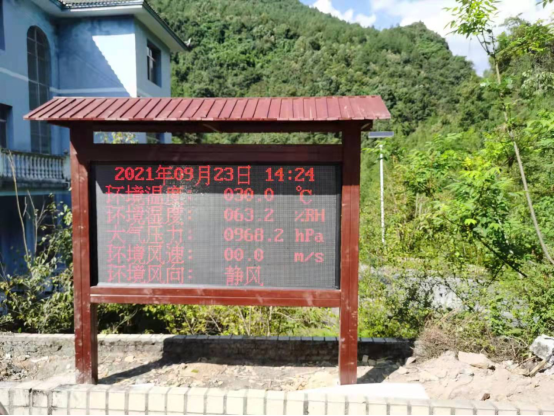 2021年09月23日 14:24
环境温度: 030.0 ℃
环境湿度: 063.2 %RH
大气压力: 0968.2 hPa
环境风速: 00.0 m/s
环境风向: 静风